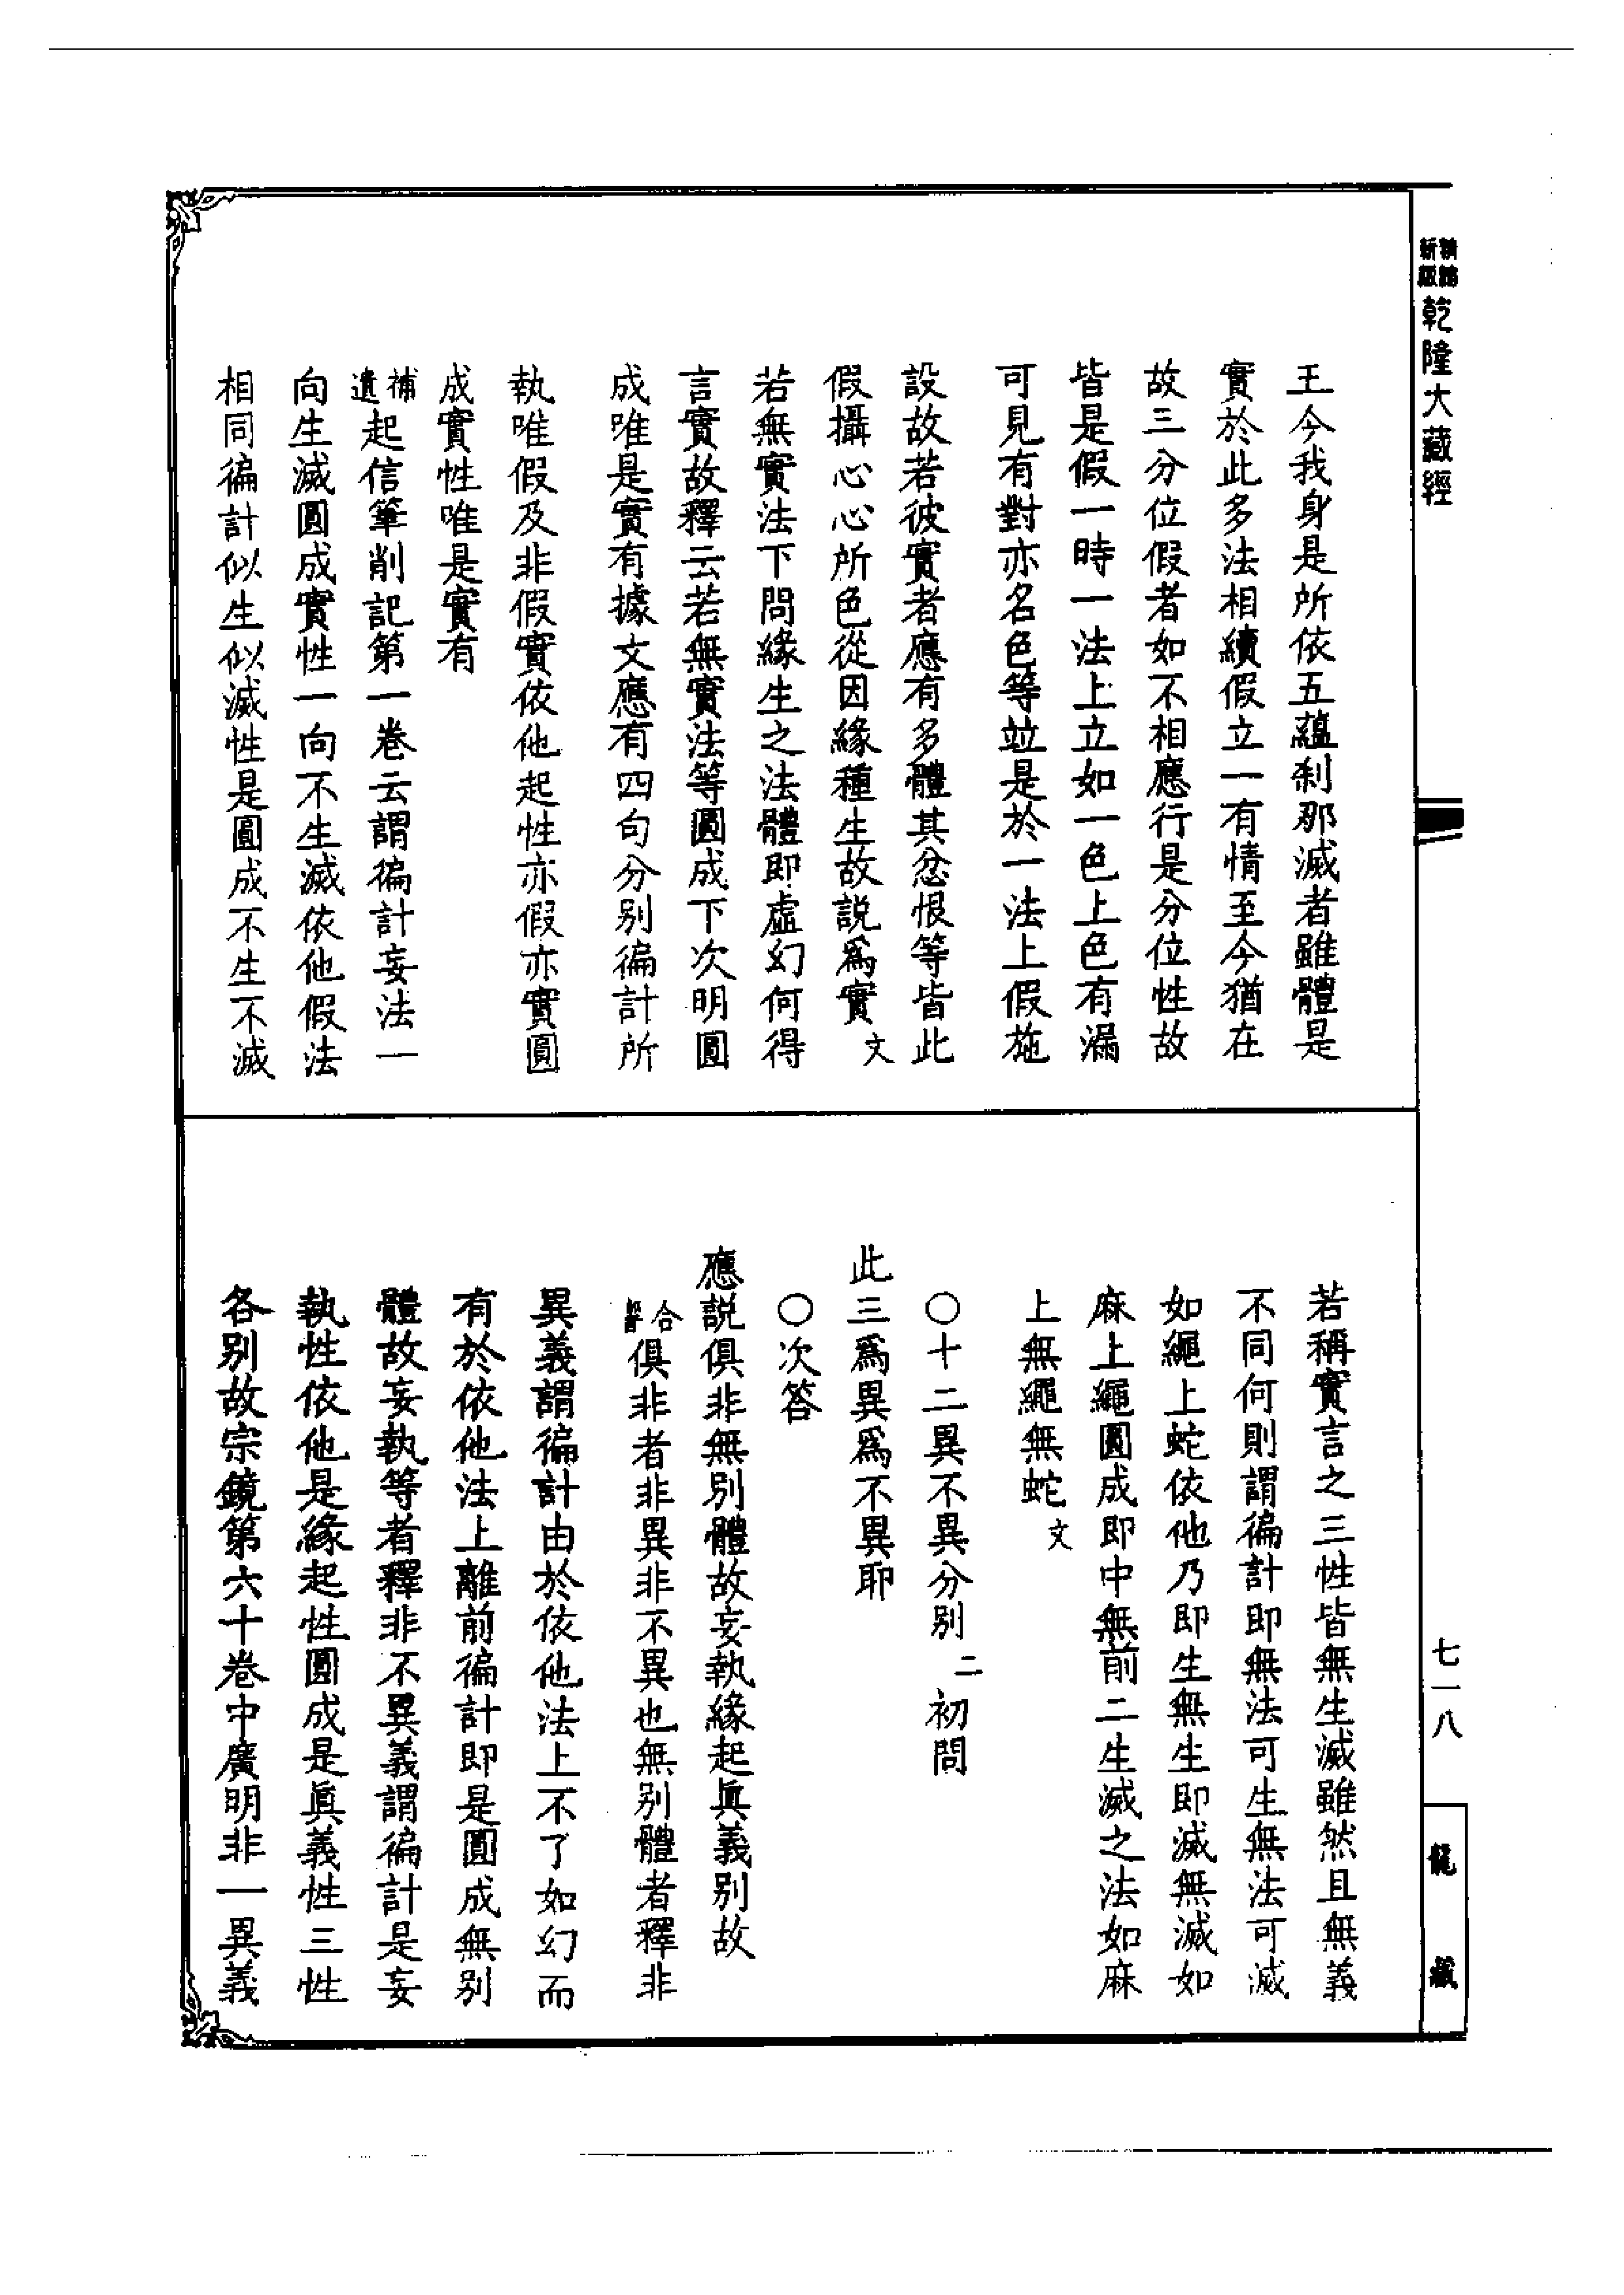 乾隆大藏經
王今我身是所依五蘊刹那滅者雖體是
實於此多法相續假立一有情至今猶在
故三分位假者如不相應行是分位性故
皆是假一時一法上立如一色上色有漏
可見有對亦名色等竝是於一法上假施
設故若彼實者應有多體其忿恨等皆此
假攝心心所色從因緣種生故説爲實文
若無實法下問緣生之法體即虛幻何得
言實故釋云若無實法等圓成下次明圓
成唯是實有據文應有四句分別徧計所
執唯假及非假實依他起性亦假亦實圓
成實性唯是實有
補遺起信筆削記第一卷云謂徧計妄法一
向生滅圓成實性一向不生滅依他假法
相同徧計似生似滅性是圓成不生不滅
若稱實言之三性皆無生滅雖然且無義
不同何則謂徧計即無法可生無法可滅
如繩上蛇依他乃即生無生即滅無滅如
麻上繩圓成即中無前二生滅之法如麻
上無繩無蛇文
○十二異不異分別二初問
此三爲異爲不異耶
○次答
應説俱非無別體故妄執緣起眞義別故
合響俱非者非異非不異也無別體者釋非
異義謂徧計由於依他法上不了如幻而
有於依他法上離前徧計即是圓成無別
體故妄執等者釋非不異義謂徧計是妄
執性依他是緣起性圓成是眞義性三性
各別故宗鏡第六十卷中廣明非一異義
七一八
龍藏